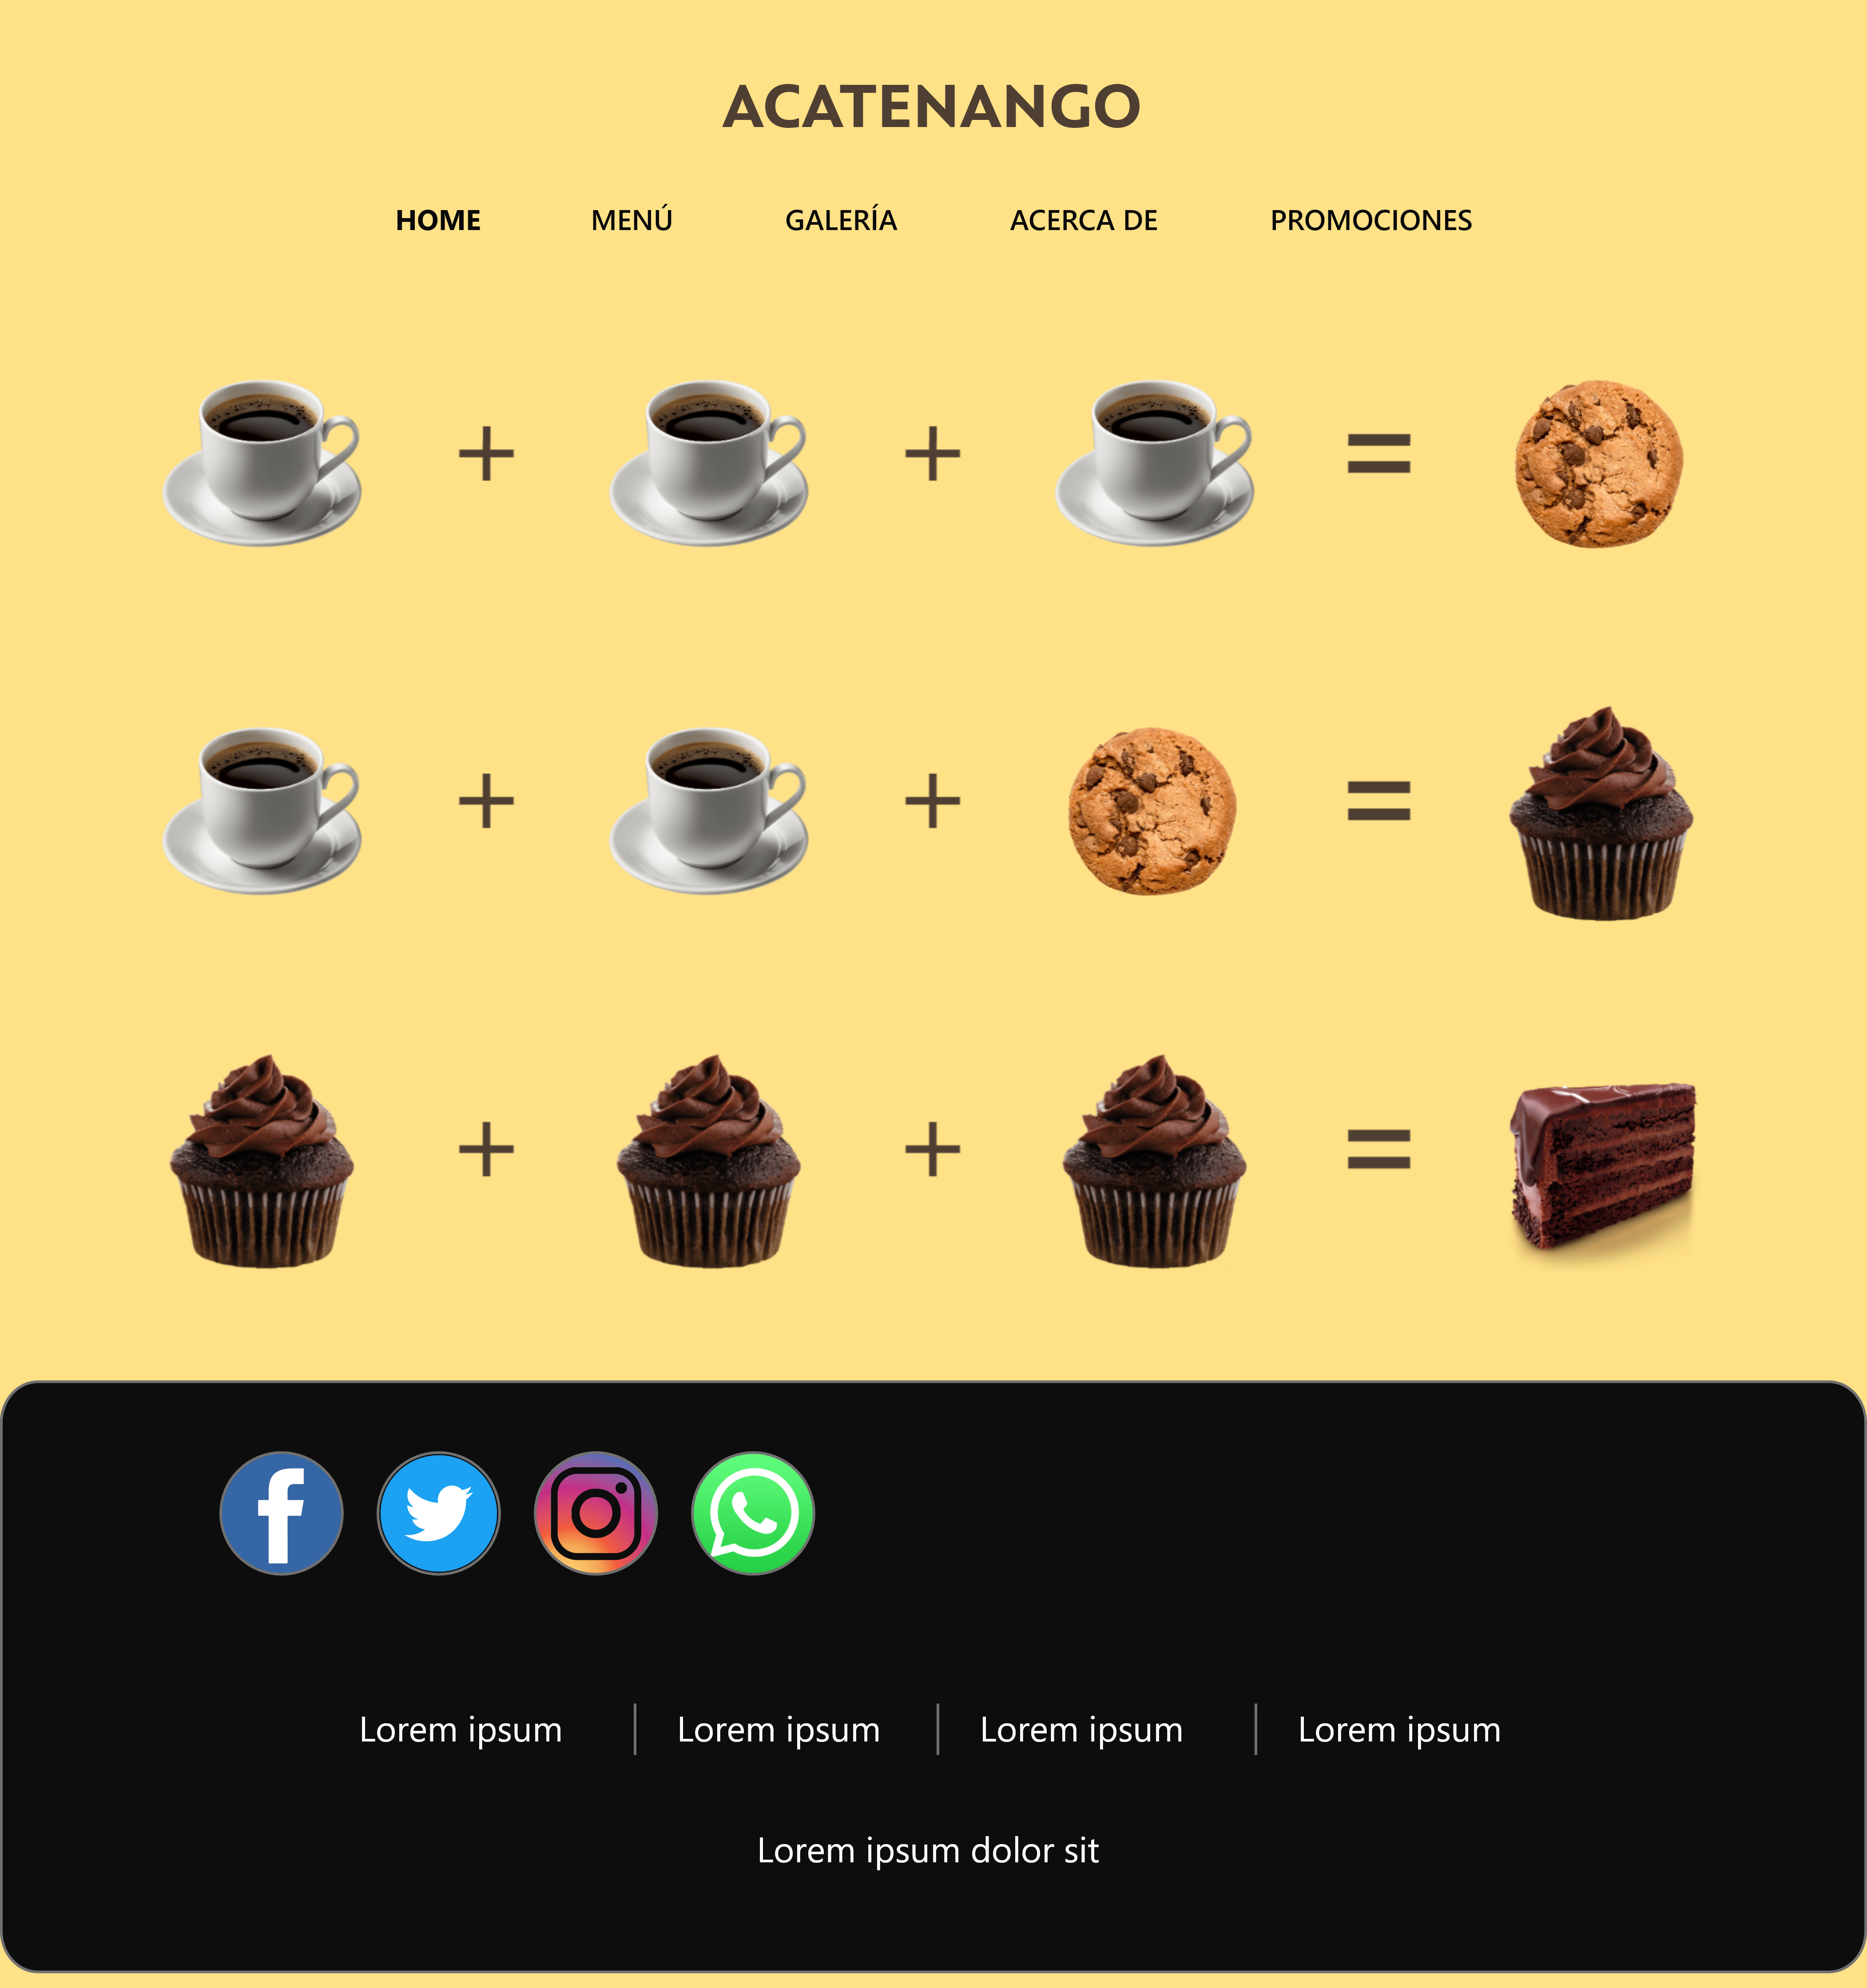 ACATENANGO
HOME MENÚ GALERÍA ACERCA DE PROMOCIONES
+ + =
+ + =
+ + =
Lorem ipsum | Lorem ipsum | Lorem ipsum | Lorem ipsum
Lorem ipsum dolor sit